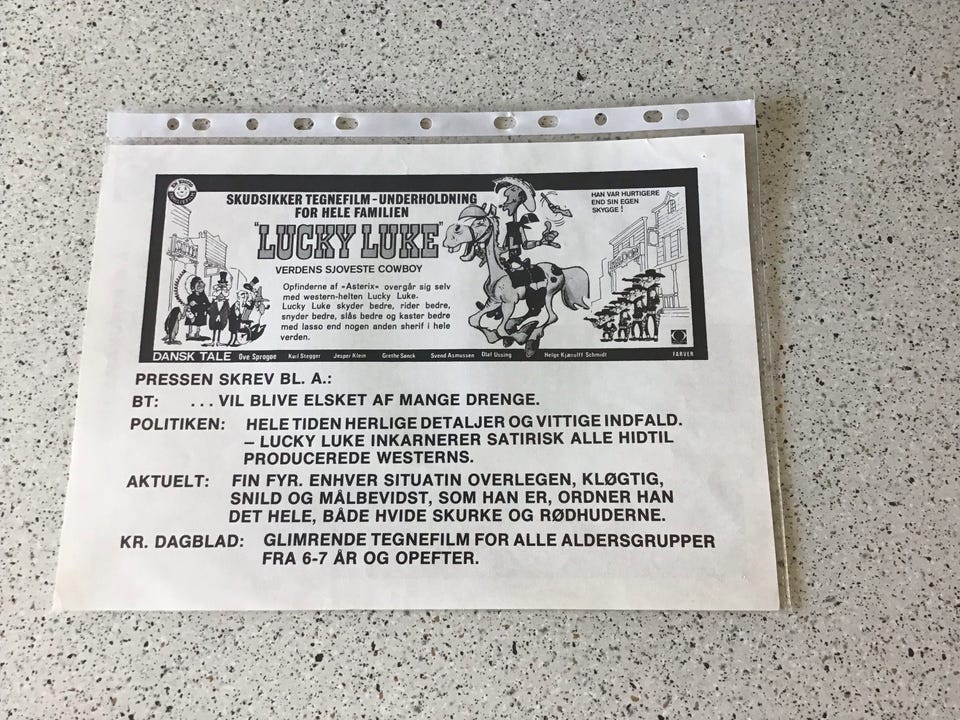 SKUDSIKKER TEGNEFILM - UNDERHOLDNING
FOR HELE FAMILIEN
"LUCKY LUKE"
VERDENS SJOVESTE COWBOY
Opfinderne af «Asterix» overgår sig selv
med western-helten Lucky Luke.
Lucky Luke skyder bedre, rider bedre,
snyder bedre, slås bedre og kaster bedre
med lasso end nogen anden sherif i hele
verden.
HAN VAR HURTIGERE
END SIN EGEN
SKYGGE!
DANSK TALE Ove Sprogøe Karl Stegger Jesper Klein Grethe Sønck Svend Asmussen Olaf Ussing Helge Kjærulff Schmidt FARVER
PRESSEN SKREV BL. A.:
BT: ... VIL BLIVE ELSKET AF MANGE DRENGE.
POLITIKEN: HELE TIDEN HERLIGE DETALJER OG VITTIGE INDFALD.
– LUCKY LUKE INKARNERER SATIRISK ALLE HIDTIL
PRODUCEREDE WESTERNS.
AKTUELT: FIN FYR. ENHVER SITUATIN OVERLEGEN, KLØGTIG,
SNILD OG MÅLBEVIDST, SOM HAN ER, ORDNER HAN
DET HELE, BÅDE HVIDE SKURKE OG RØDHUDERNE.
KR. DAGBLAD: GLIMRENDE TEGNEFILM FOR ALLE ALDERSGRUPPER
FRA 6-7 ÅR OG OPEFTER.